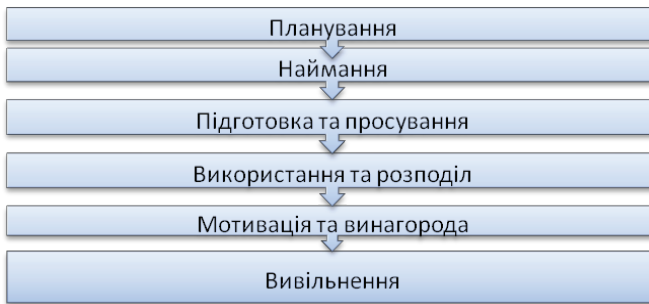 Планування
Наймання
Підготовка та просування
Використання та розподіл
Мотивація та винагорода
Вивільнення